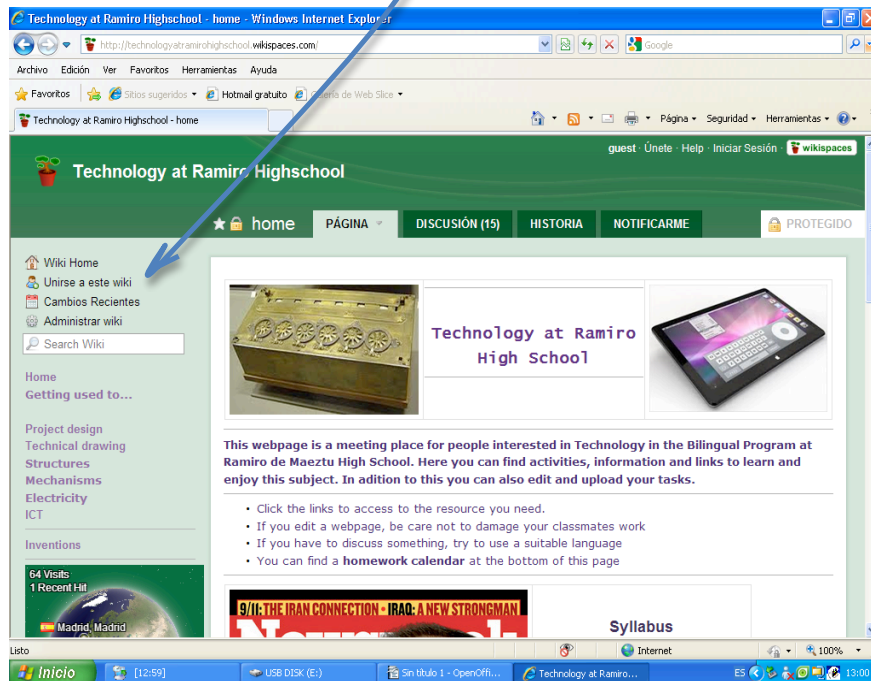 Technology at Ramiro Highschool - home - Windows Internet Explorer
http://technologyatramirohighschool.wikispaces.com/
Google
Archivo Edición Ver Favoritos Herramientas Ayuda
Favoritos Sitios sugeridos Hotmail gratuito Galería de Web Slice
Technology at Ramiro Highschool - home
Página Seguridad Herramientas
guest · Únete · Help · Iniciar Sesión · wikispaces
Technology at Ramiro Highschool
home PÁGINA DISCUSIÓN (15) HISTORIA NOTIFICARME PROTEGIDO
Wiki Home
Unirse a este wiki
Cambios Recientes
Administrar wiki
Search Wiki
Home
Getting used to...
Project design
Technical drawing
Structures
Mechanisms
Electricity
ICT
Inventions
64 Visits
1 Recent Hit
Madrid, Madrid
Technology at Ramiro
High School
This webpage is a meeting place for people interested in Technology in the Bilingual Program at
Ramiro de Maeztu High School. Here you can find activities, information and links to learn and
enjoy this subject. In adition to this you can also edit and upload your tasks.
• Click the links to access to the resource you need.
• If you edit a webpage, be care not to damage your classmates work
• If you have to discuss something, try to use a suitable language
• You can find a homework calendar at the bottom of this page
9/11: THE IRAN CONNECTION • IRAQ: A NEW STRONGMAN
Newsweek
Syllabus
Listo Internet 100%
Inicio [12:59] USB DISK (E:) Sin título 1 - OpenOffi... Technology at Ramiro... ES 13:00